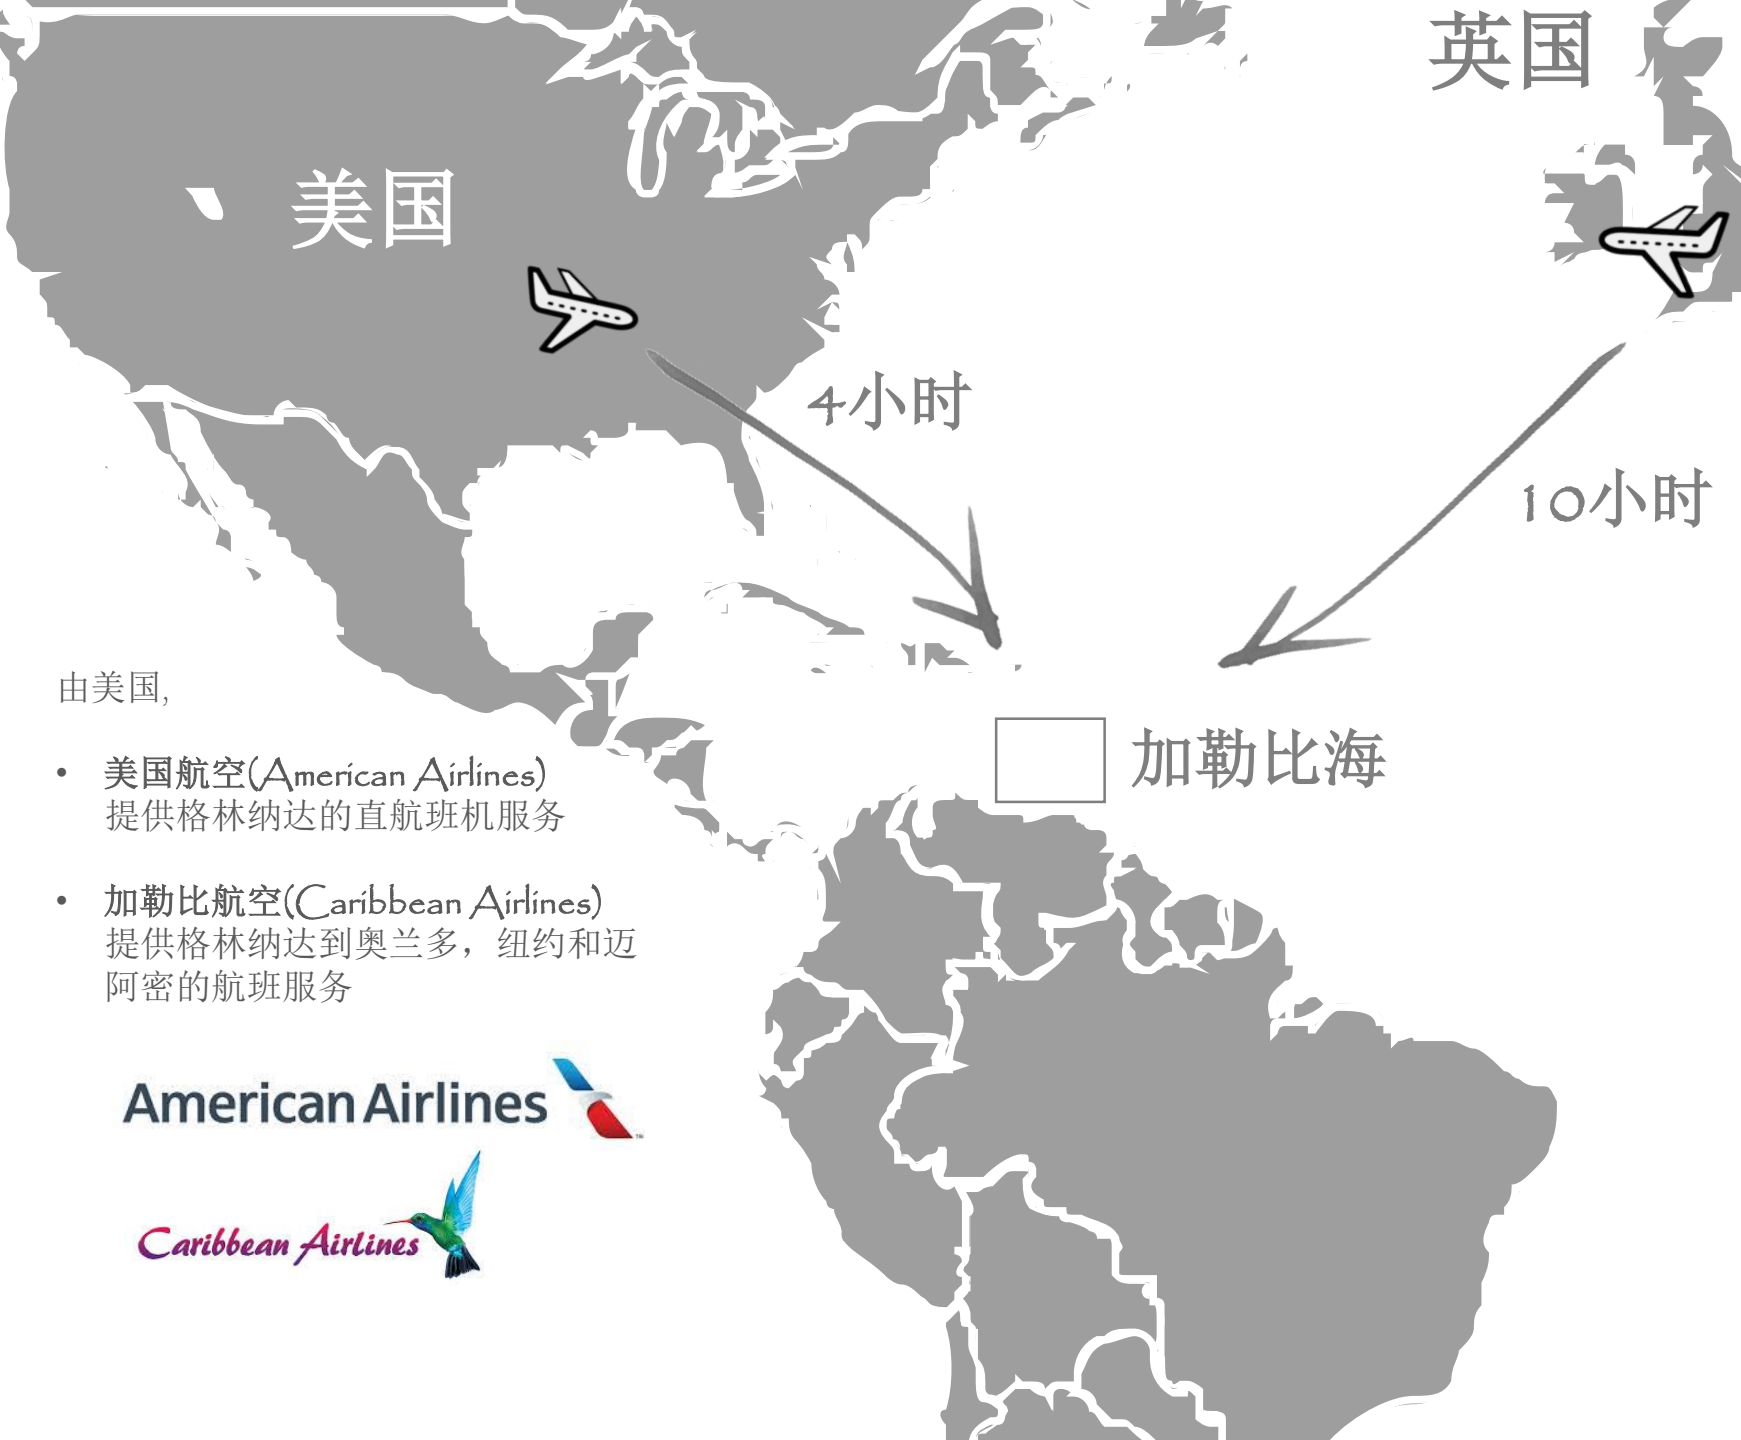 英国
美国
4小时
10小时
加勒比海
由美国,
• 美国航空(American Airlines)
提供格林纳达的直航班机服务
• 加勒比航空(Caribbean Airlines)
提供格林纳达到奥兰多，纽约和迈
阿密的航班服务
American Airlines
Caribbean Airlines